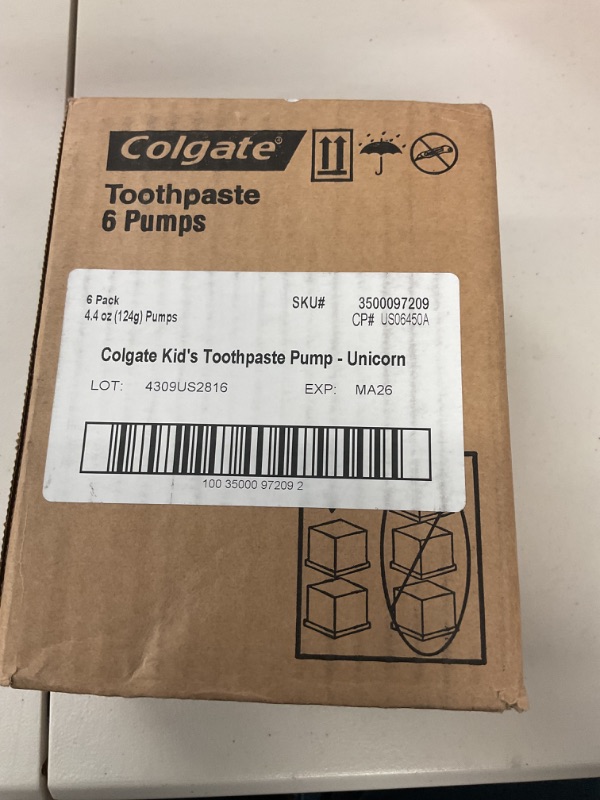 Colgate®
Toothpaste
6 Pumps
6 Pack
4.4 oz (124g) Pumps
SKU# 3500097209
CP# US06450A
Colgate Kid's Toothpaste Pump - Unicorn
LOT: 4309US2816 EXP: MA26
100 35000 97209 2